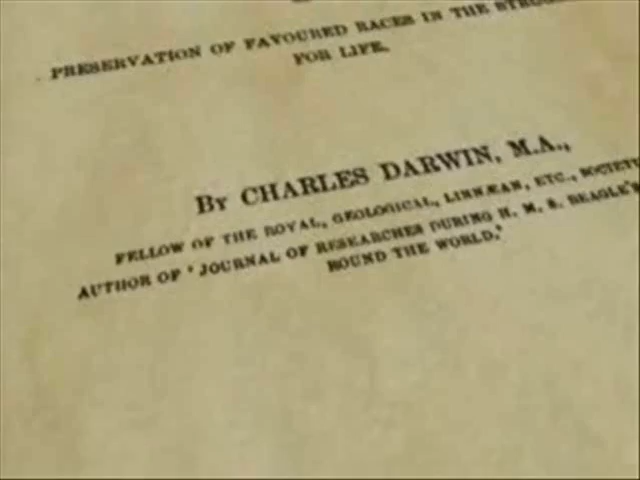 PRESERVATION OF FAVOURED RACES IN THE
FOR LIFE.
BY CHARLES DARWIN, M.A.,
FELLOW OF THE ROYAL, GEOLOGICAL, LINNÆAN, ETC., SOCIET
AUTHOR OF 'JOURNAL OF RESEARCHES DURING H. M. S. BEAGLE'S
ROUND THE WORLD.'